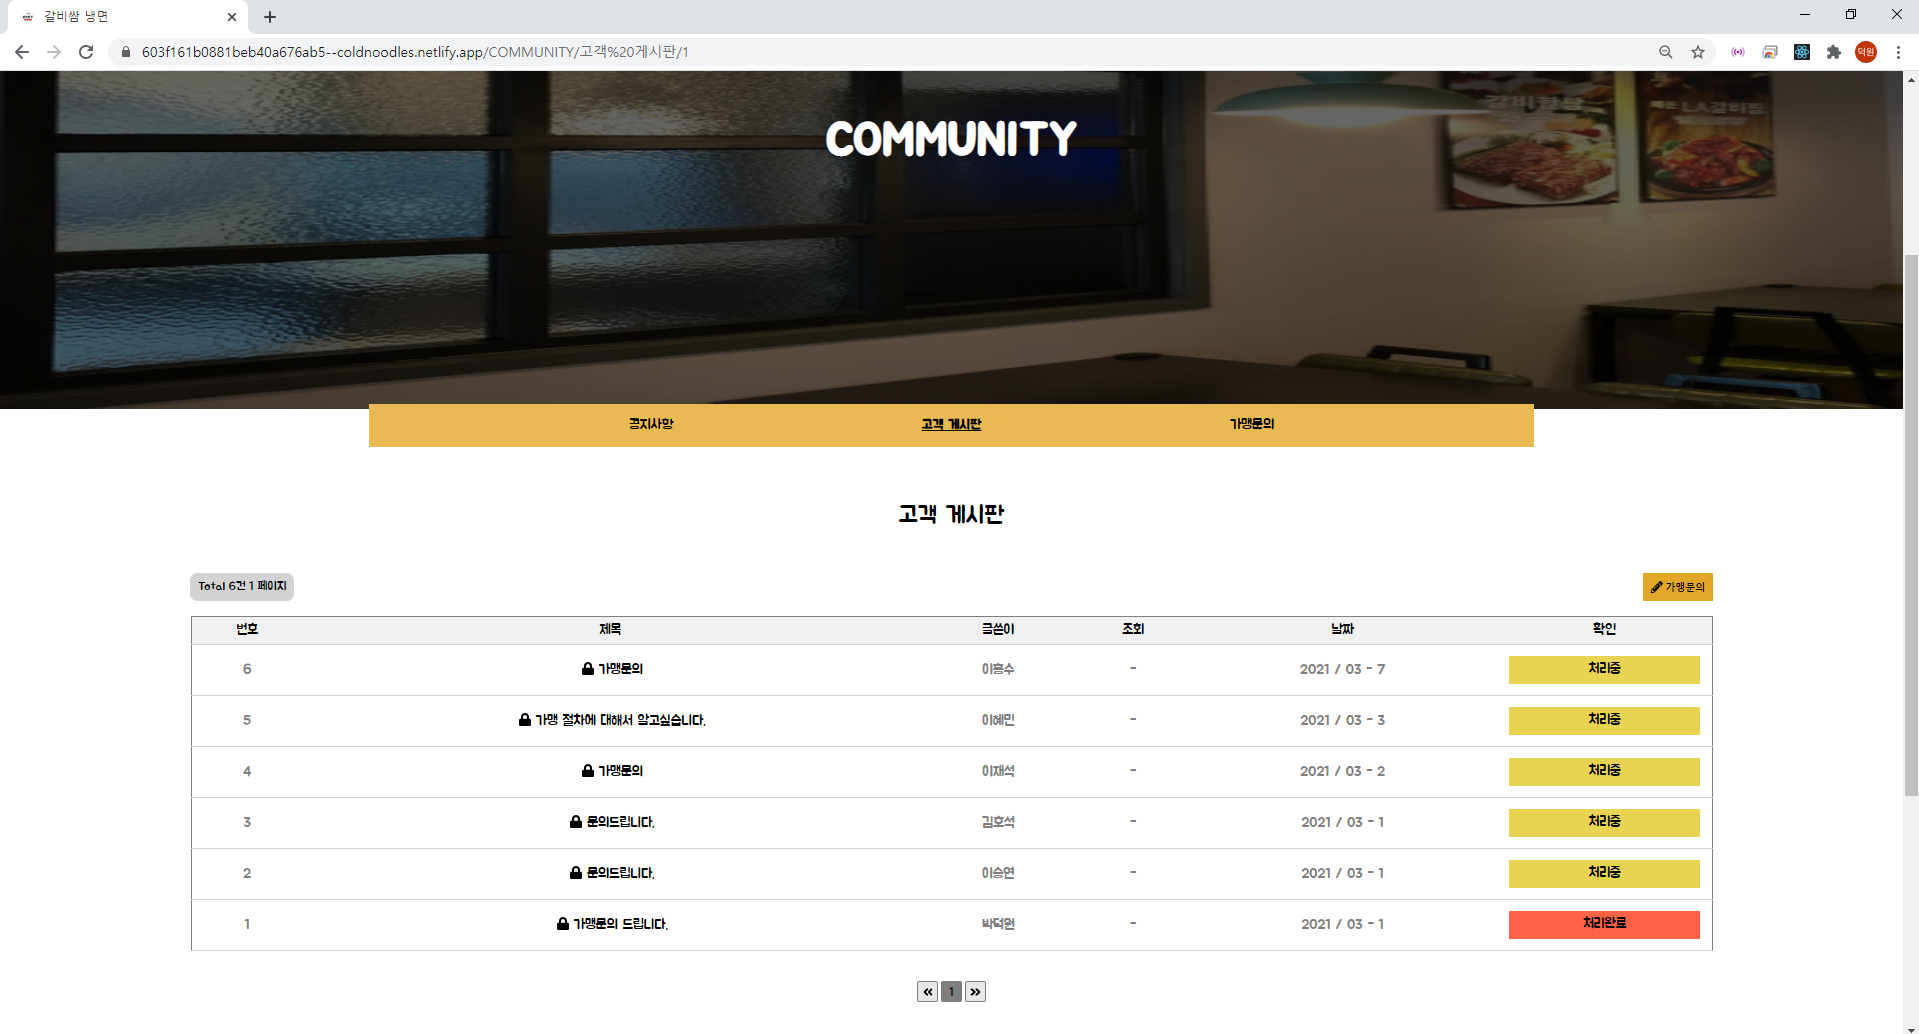 갈비쌈 냉면
603f161b0881beb40a676ab5--coldnoodles.netlify.app/COMMUNITY/고객%20게시판/1
덕원
COMMUNITY
공지사항 고객 게시판 가맹문의
고객 게시판
Total 6건 1 페이지
가맹문의
번호 제목 글쓴이 조회 날짜 확인
6 가맹문의 이흥수 - 2021 / 03 - 7 처리중
5 가맹 절차에 대해서 알고싶습니다. 이혜민 - 2021 / 03 - 3 처리중
4 가맹문의 이재석 - 2021 / 03 - 2 처리중
3 문의드립니다. 김호석 - 2021 / 03 - 1 처리중
2 문의드립니다. 이승연 - 2021 / 03 - 1 처리중
1 가맹문의 드립니다. 박덕원 - 2021 / 03 - 1 처리완료
« 1 »